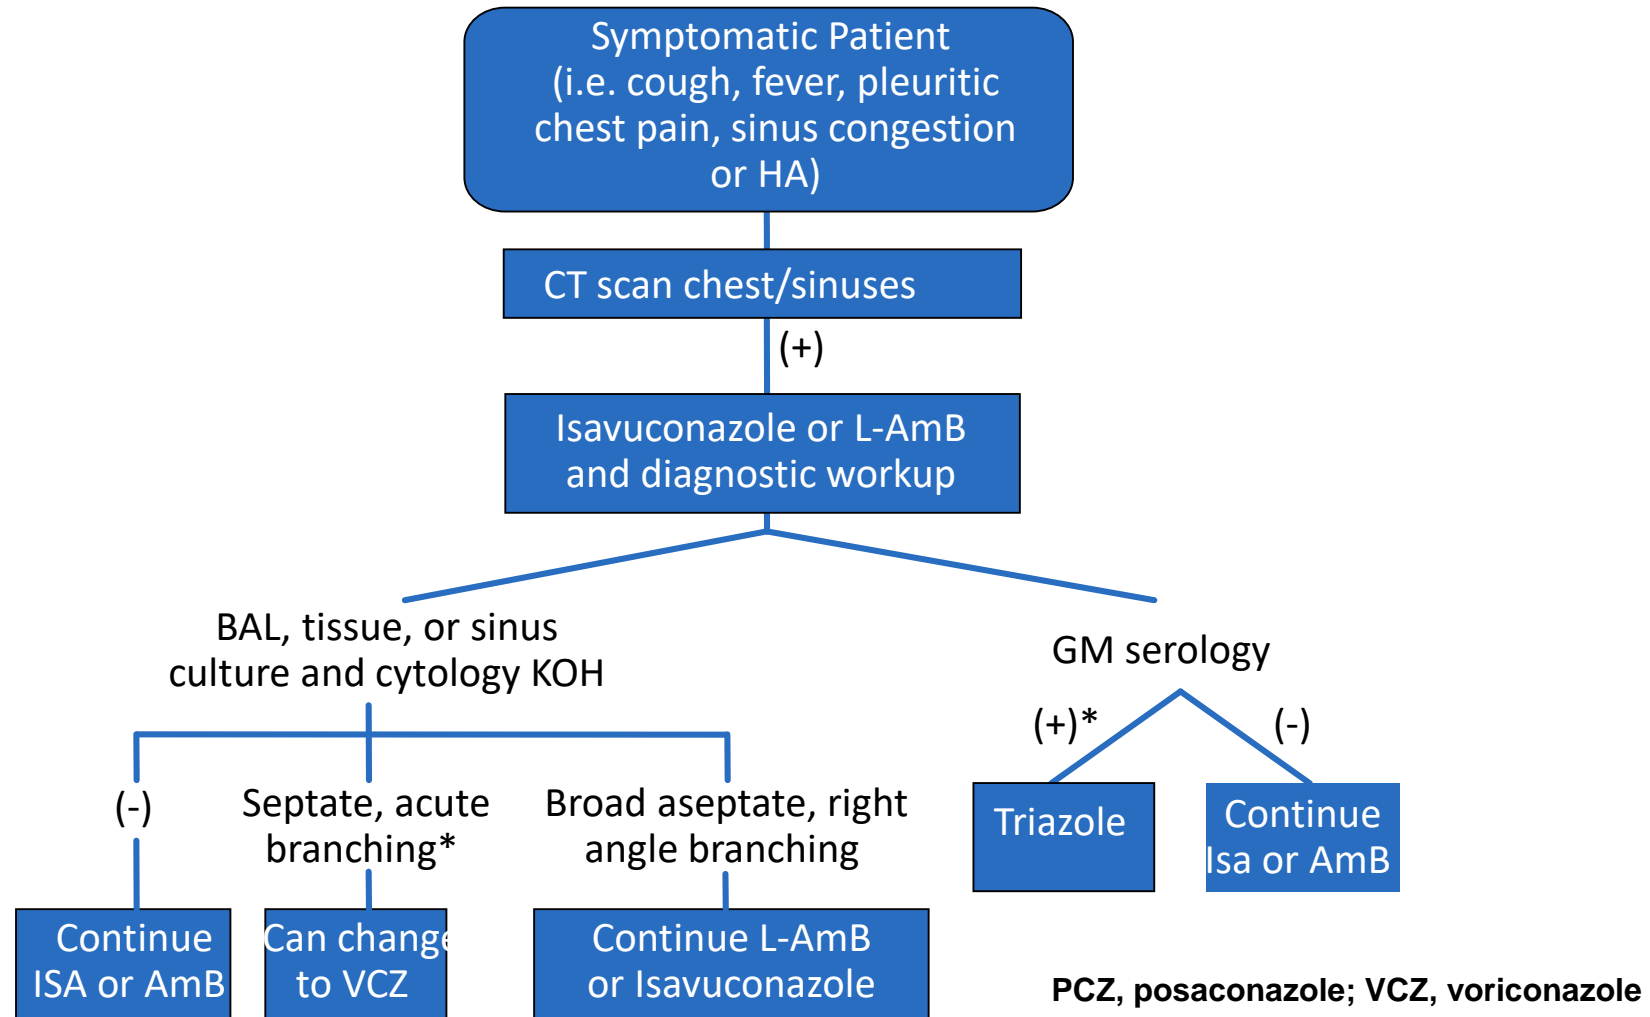 Symptomatic Patient
(i.e. cough, fever, pleuritic
chest pain, sinus congestion
or HA)
CT scan chest/sinuses
(+)
Isavuconazole or L-AmB
and diagnostic workup
BAL, tissue, or sinus
culture and cytology KOH
GM serology
(+)*
(-)
(-)
Septate, acute
branching*
Broad aseptate, right
angle branching
Triazole
Continue
Isa or AmB
Continue
ISA or AmB
Can change
to VCZ
Continue L-AmB
or Isavuconazole
PCZ, posaconazole; VCZ, voriconazole